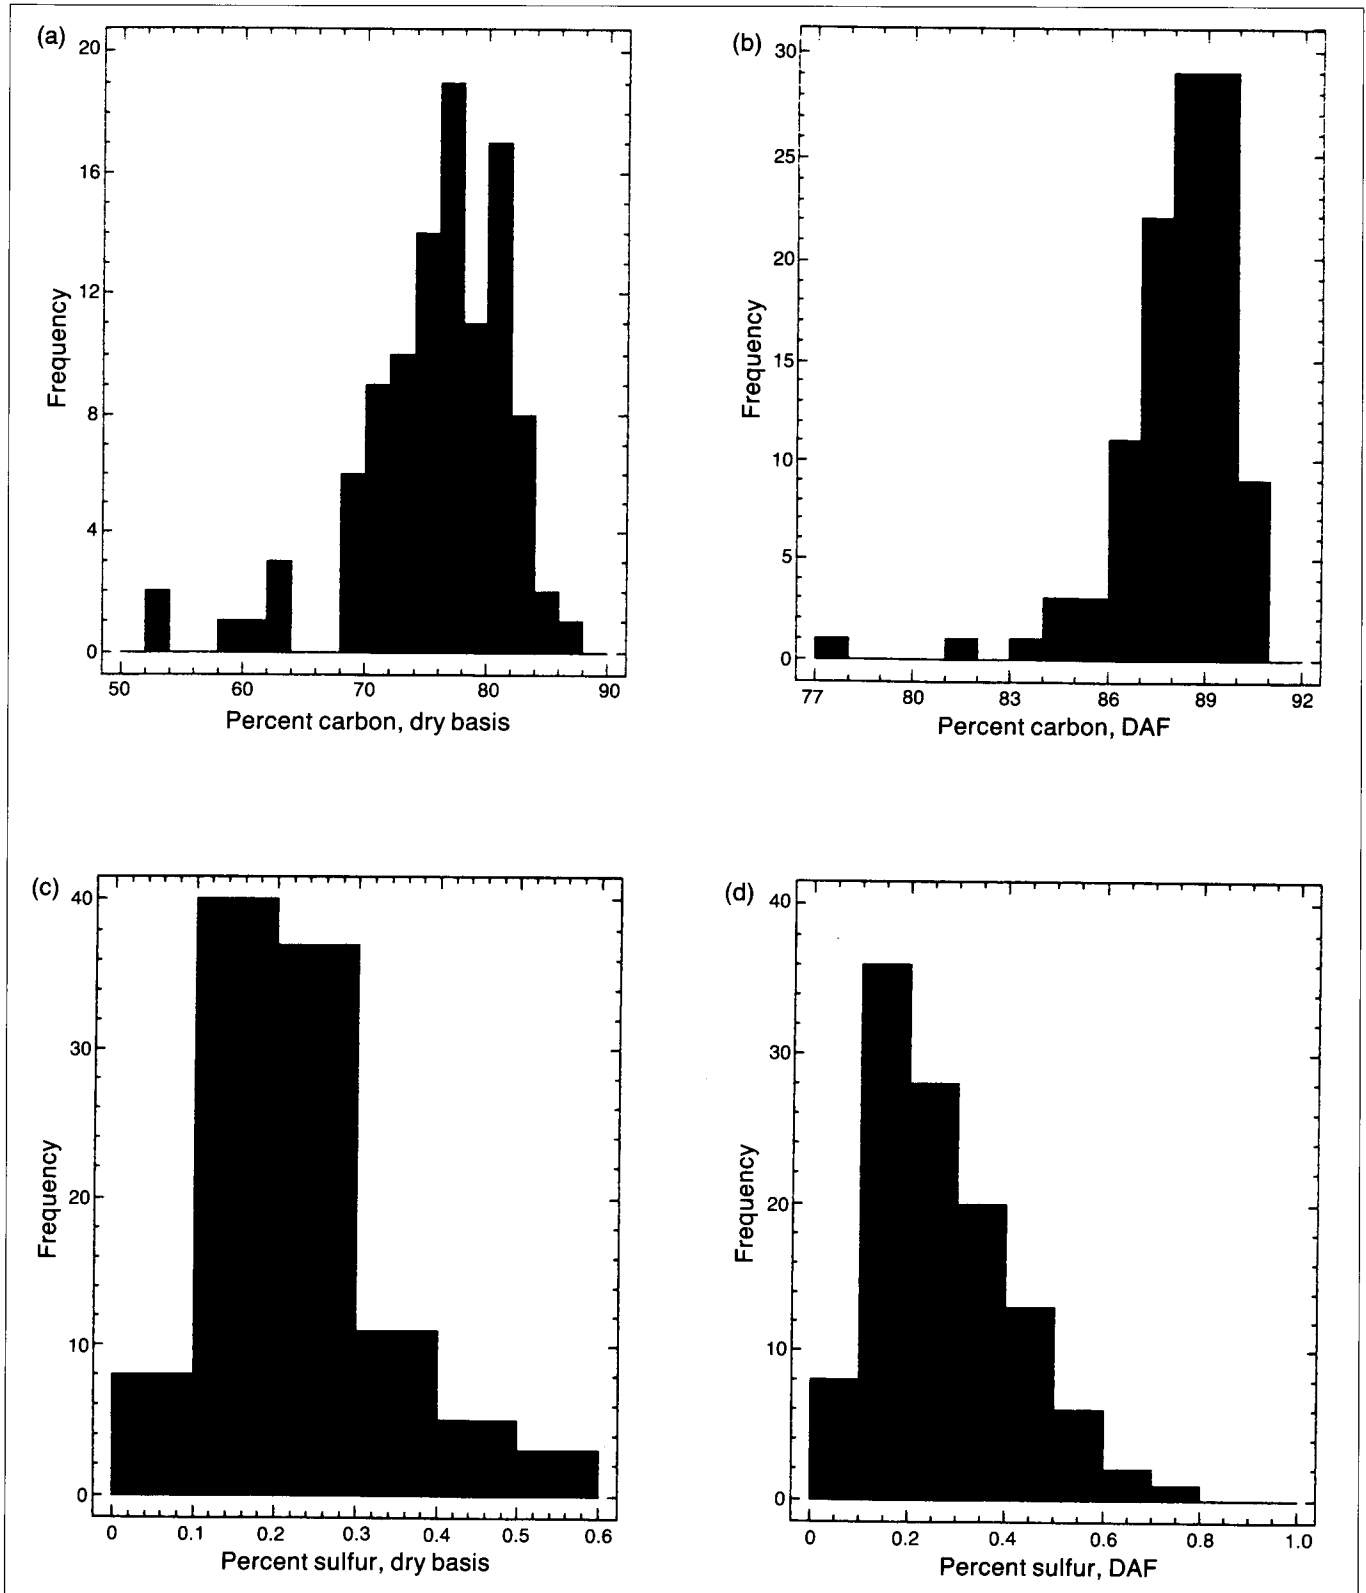 (a)
20
16
12
8
4
0
Frequency
50 60 70 80 90
Percent carbon, dry basis
(b)
30
25
20
15
10
5
0
Frequency
77 80 83 86 89 92
Percent carbon, DAF
(c)
40
30
20
10
0
Frequency
0 0.1 0.2 0.3 0.4 0.5 0.6
Percent sulfur, dry basis
(d)
40
30
20
10
0
Frequency
0 0.2 0.4 0.6 0.8 1.0
Percent sulfur, DAF